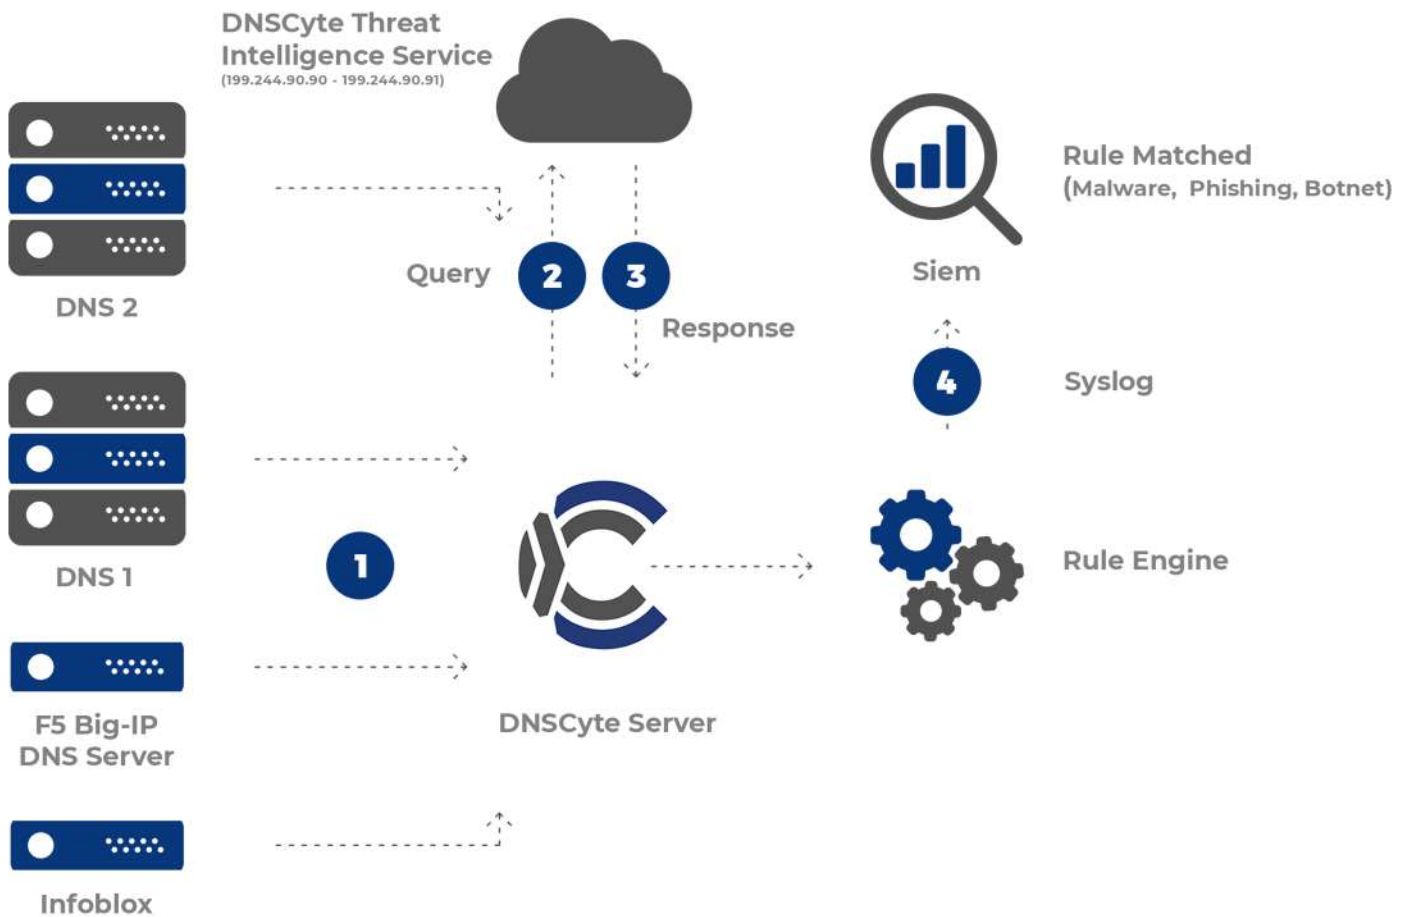 DNSCyte Threat
Intelligence Service
(199.244.90.90 - 199.244.90.91)
Rule Matched
(Malware, Phishing, Botnet)
Query
2
3
Siem
DNS 2
Response
4
Syslog
1
Rule Engine
DNS 1
F5 Big-IP
DNS Server
DNSCyte Server
Infoblox